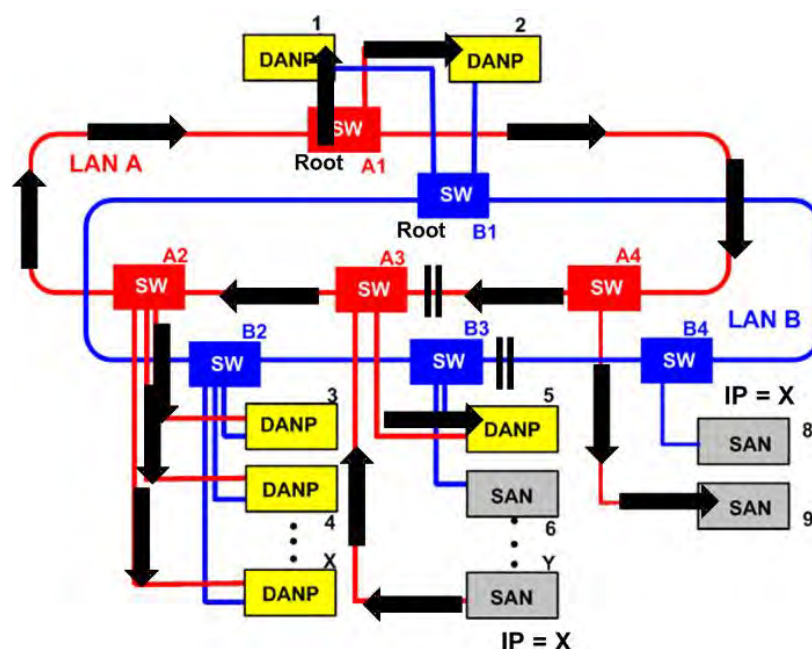 1
2
DANP
DANP
SW
LAN A
Root
A1
SW
Root
B1
A2
A3
A4
SW
SW
SW
LAN B
B2
B3
B4
SW
SW
SW
IP = X
3
5
8
DANP
DANP
SAN
4
6
9
DANP
SAN
SAN
X
Y
DANP
SAN
IP = X